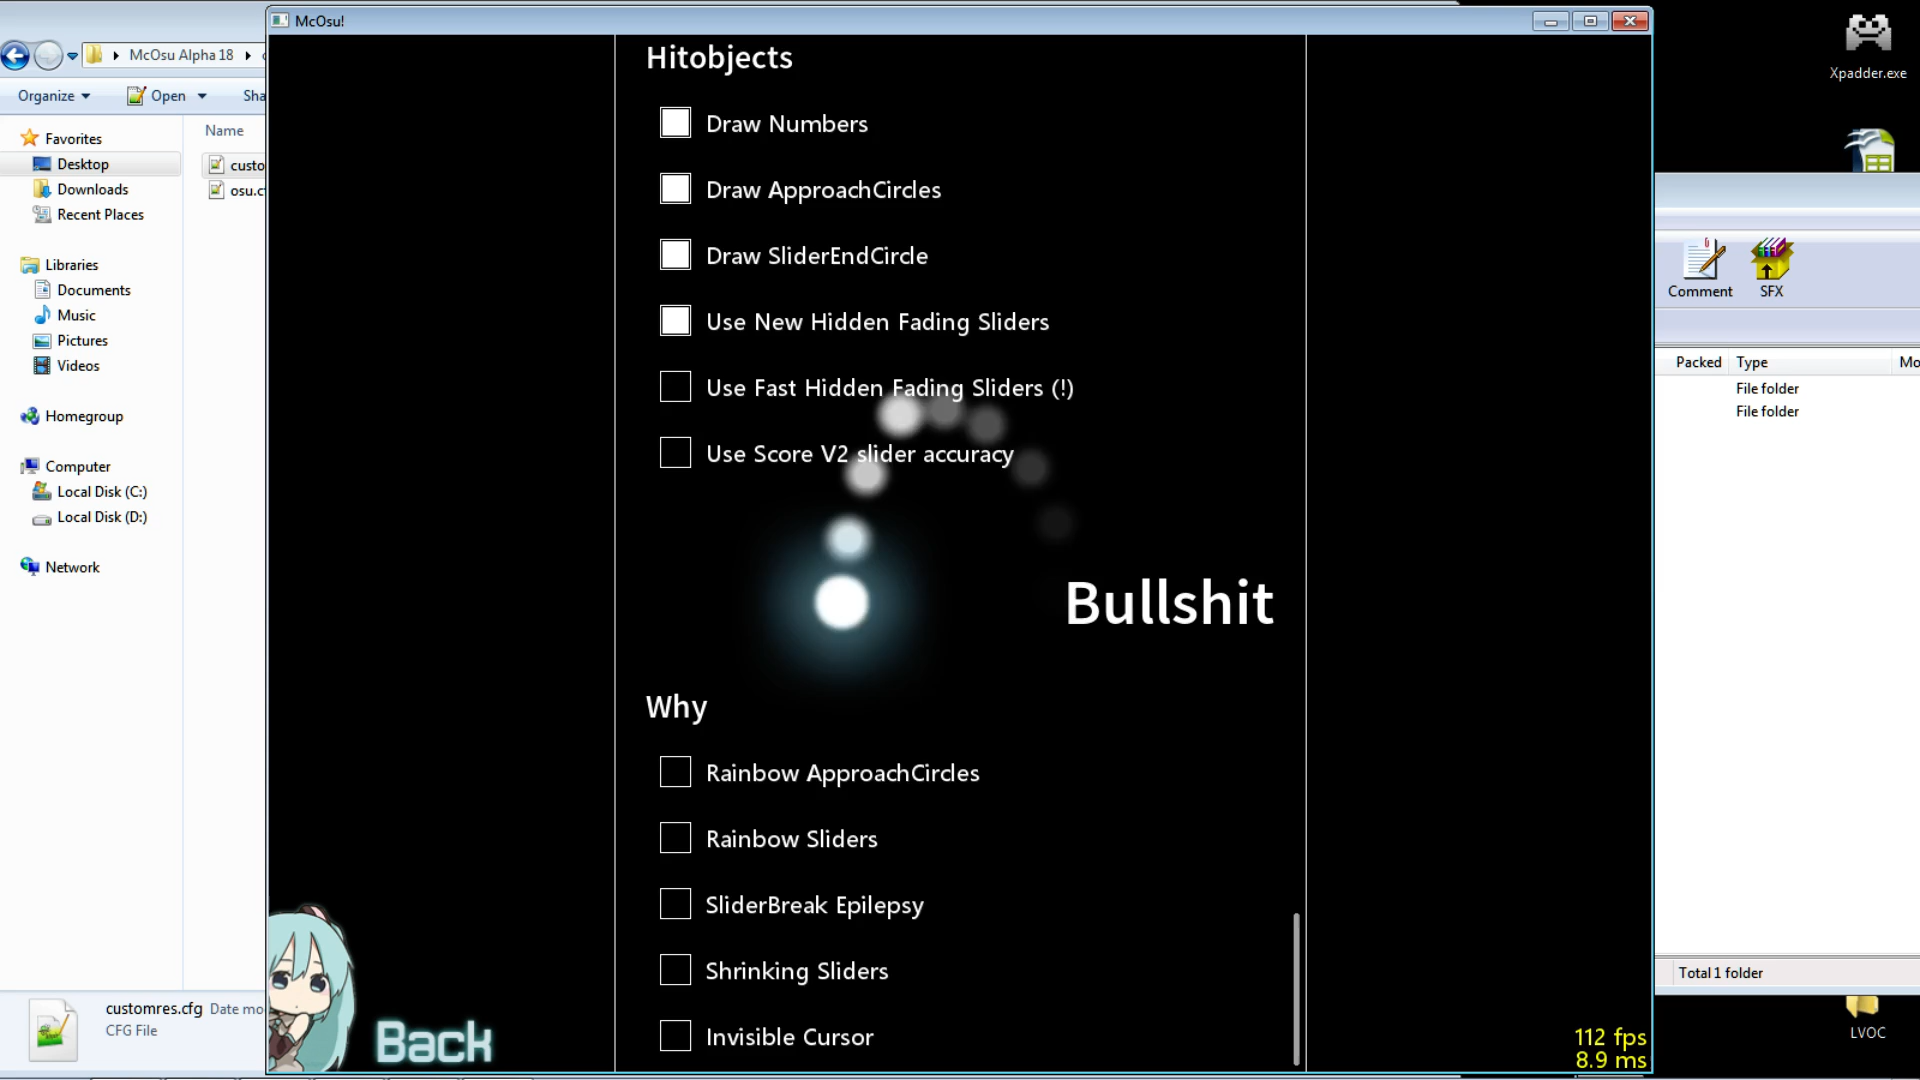 McOsu!
McOsu Alpha 18
Organize
Open
Sha
Favorites
Desktop
Downloads
Recent Places
Libraries
Documents
Music
Pictures
Videos
Homegroup
Computer
Local Disk (C:)
Local Disk (D:)
Network
Name
custo
osu.c
customres.cfg Date mo
CFG File
Hitobjects
Draw Numbers
Draw ApproachCircles
Draw SliderEndCircle
Use New Hidden Fading Sliders
Use Fast Hidden Fading Sliders (!)
Use Score V2 slider accuracy
Bullshit
Why
Rainbow ApproachCircles
Rainbow Sliders
SliderBreak Epilepsy
Shrinking Sliders
Invisible Cursor
Back
112 fps
8.9 ms
Xpadder.exe
Comment
SFX
Packed Type Mo
File folder
File folder
Total 1 folder
LVOC